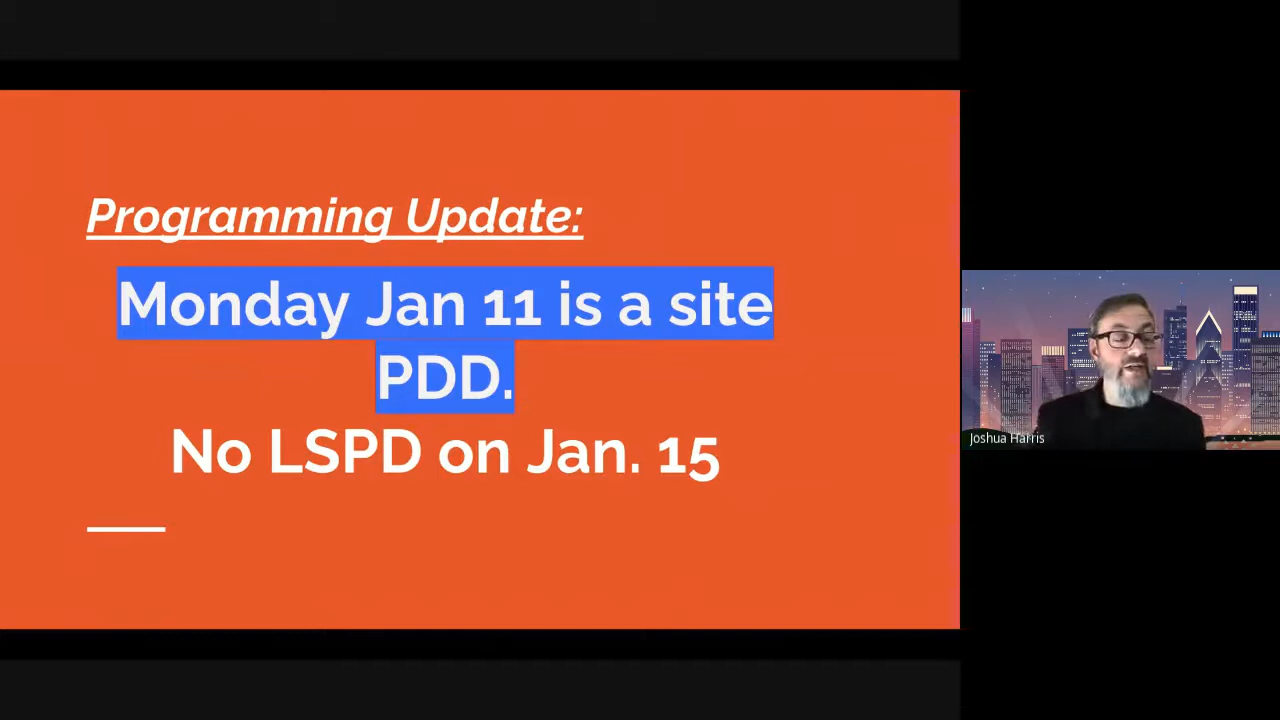 Programming Update:
Monday Jan 11 is a site
PDD.
No LSPD on Jan. 15
Joshua Harris